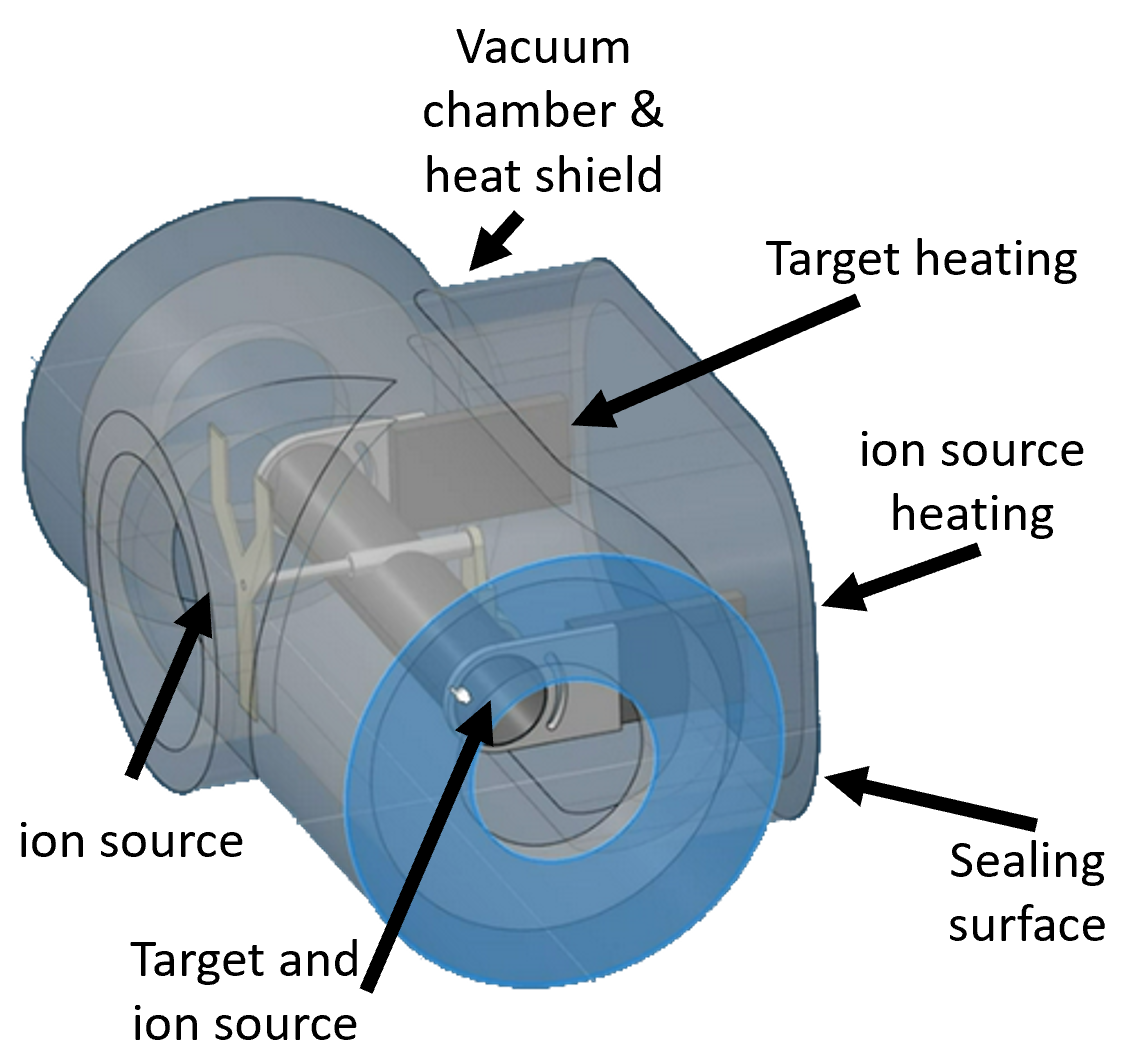 Vacuum
chamber &
heat shield
Target heating
ion source
heating
ion source
Sealing
surface
Target and
ion source